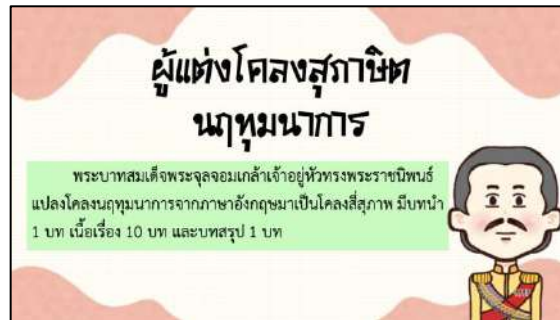 ผู้แต่งโคลงสุภาษิต
นฤทุมนาการ
พระบาทสมเด็จพระจุลจอมเกล้าเจ้าอยู่หัวทรงพระราชนิพนธ์
แปลงโคลงนฤทุมนาการจากภาษาอังกฤษมาเป็นโคลงสี่สุภาพ มีบทนำ
1 บท เนื้อเรื่อง 10 บท และบทสรุป 1 บท